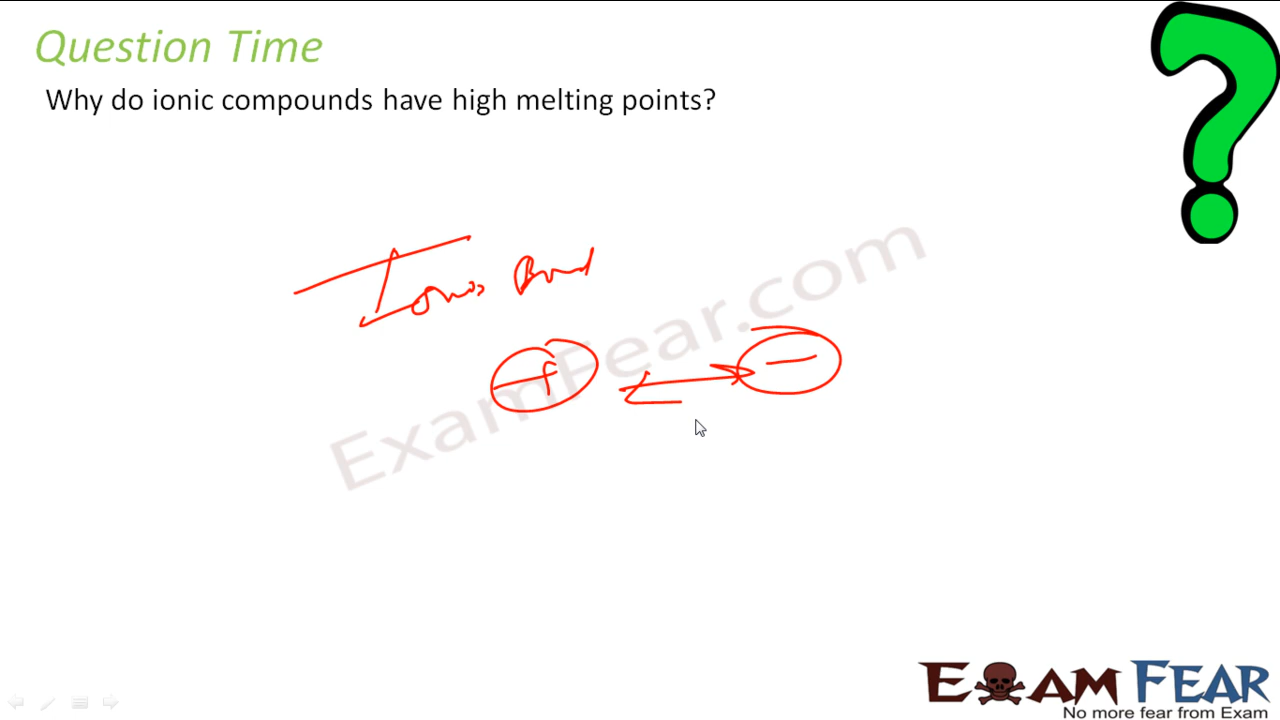 Question Time
Why do ionic compounds have high melting points?
Ionic Bond
+ −
ExamFear.com
EXAM FEAR
No more fear from Exam